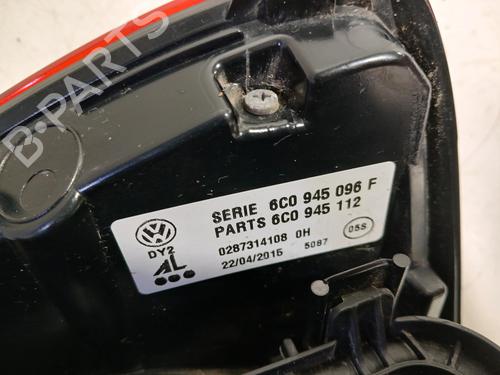 B-PARTS
SERIE 6C0 945 096 F
PARTS 6C0 945 112
DY2
AL
0287314108 0H
22/04/2015 5087
05S